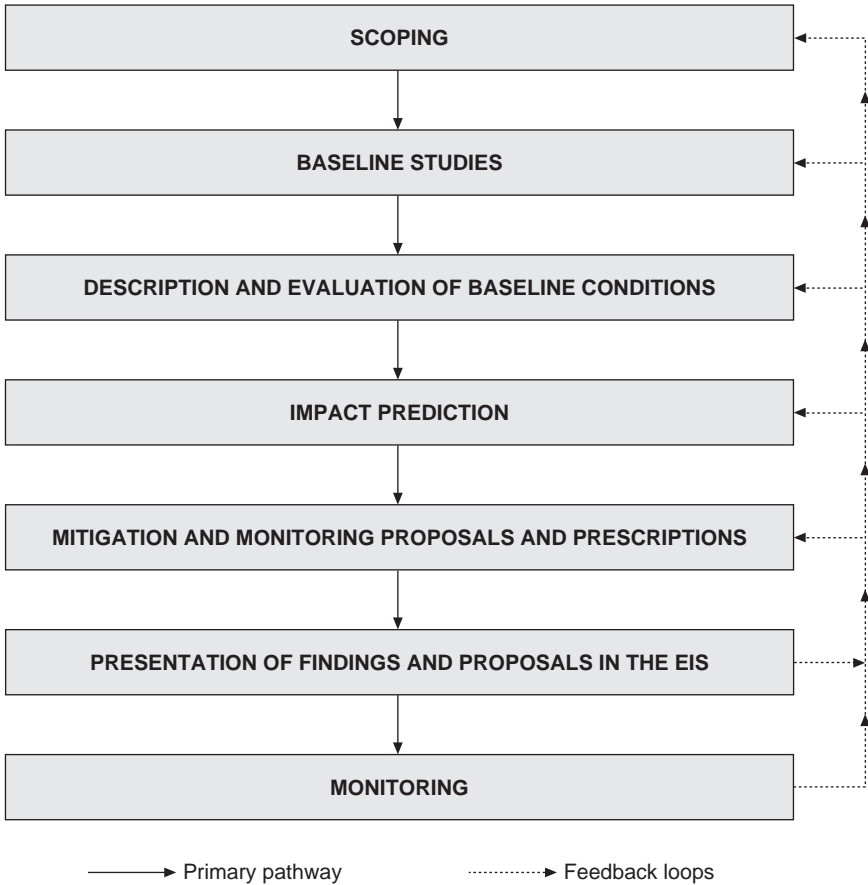 SCOPING
BASELINE STUDIES
DESCRIPTION AND EVALUATION OF BASELINE CONDITIONS
IMPACT PREDICTION
MITIGATION AND MONITORING PROPOSALS AND PRESCRIPTIONS
PRESENTATION OF FINDINGS AND PROPOSALS IN THE EIS
MONITORING
Primary pathway
Feedback loops